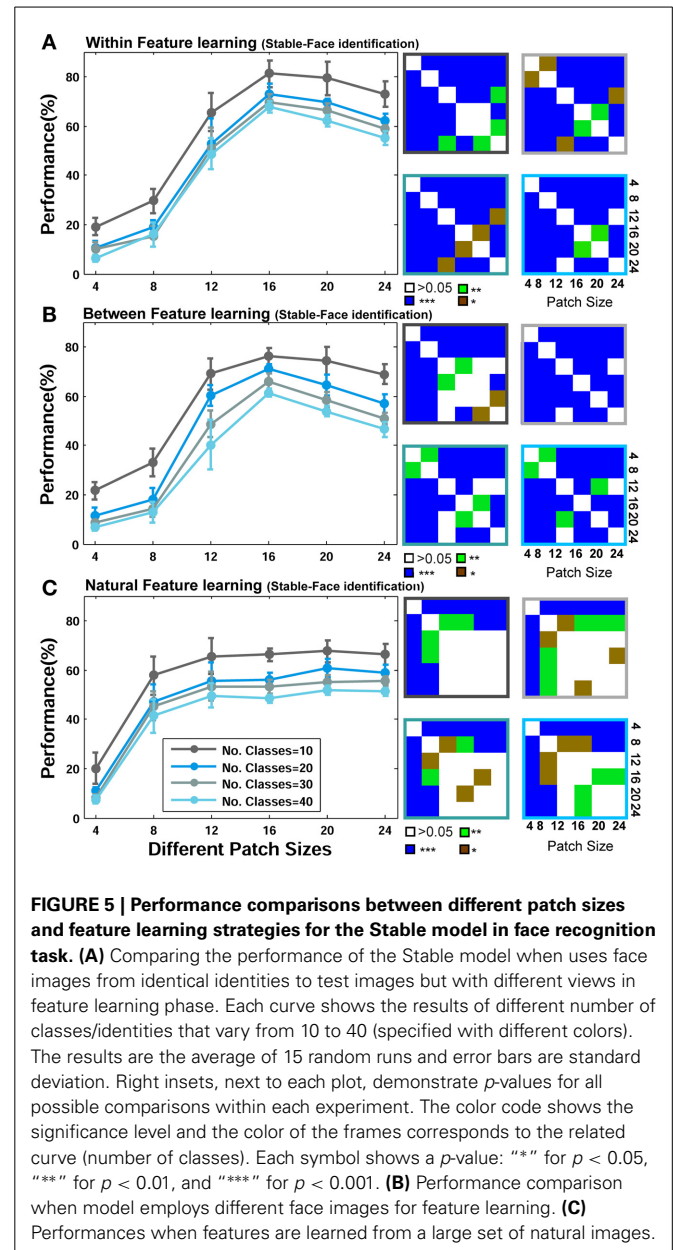 A
Within Feature learning (Stable-Face identification)
Performance(%)
80
60
40
20
0
4 8 12 16 20 24
4 8 12 16 20 24
>0.05 **
*** *
4 8 12 16 20 24
Patch Size
B
Between Feature learning (Stable-Face identification)
Performance(%)
80
60
40
20
0
4 8 12 16 20 24
4 8 12 16 20 24
>0.05 **
*** *
4 8 12 16 20 24
Patch Size
C
Natural Feature learning (Stable-Face identification)
Performance(%)
80
60
40
20
0
No. Classes=10
No. Classes=20
No. Classes=30
No. Classes=40
4 8 12 16 20 24
Different Patch Sizes
4 8 12 16 20 24
>0.05 **
*** *
4 8 12 16 20 24
Patch Size
FIGURE 5 | Performance comparisons between different patch sizes
and feature learning strategies for the Stable model in face recognition
task. (A) Comparing the performance of the Stable model when uses face
images from identical identities to test images but with different views in
feature learning phase. Each curve shows the results of different number of
classes/identities that vary from 10 to 40 (specified with different colors).
The results are the average of 15 random runs and error bars are standard
deviation. Right insets, next to each plot, demonstrate p-values for all
possible comparisons within each experiment. The color code shows the
significance level and the color of the frames corresponds to the related
curve (number of classes). Each symbol shows a p-value: "*" for p < 0.05,
"**" for p < 0.01, and "***" for p < 0.001. (B) Performance comparison
when model employs different face images for feature learning. (C)
Performances when features are learned from a large set of natural images.